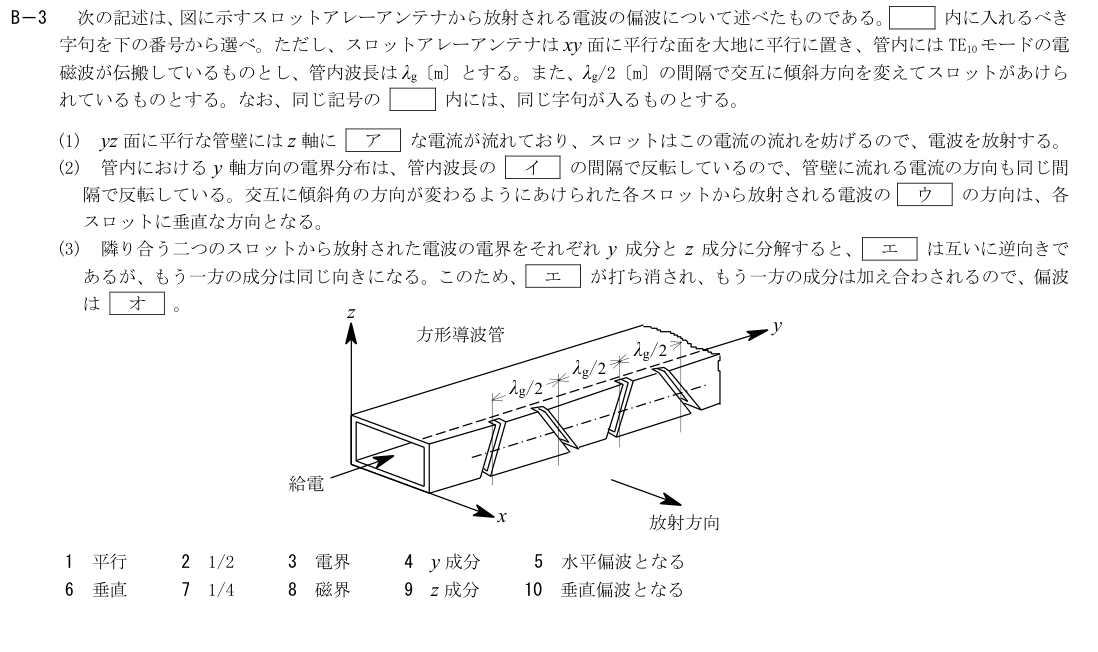 B－3 次の記述は、図に示すスロットアレーアンテナから放射される電波の偏波について述べたものである。 内に入れるべき
字句を下の番号から選べ。ただし、スロットアレーアンテナは xy 面に平行な面を大地に平行に置き、管内には TE₁₀ モードの電
磁波が伝搬しているものとし、管内波長は λg〔m〕とする。また、λg/2〔m〕の間隔で交互に傾斜方向を変えてスロットがあけら
れているものとする。なお、同じ記号の 内には、同じ字句が入るものとする。
(1) yz 面に平行な管壁には z 軸に ア な電流が流れており、スロットはこの電流の流れを妨げるので、電波を放射する。
(2) 管内における y 軸方向の電界分布は、管内波長の イ の間隔で反転しているので、管壁に流れる電流の方向も同じ間
隔で反転している。交互に傾斜角の方向が変わるようにあけられた各スロットから放射される電波の ウ の方向は、各
スロットに垂直な方向となる。
(3) 隣り合う二つのスロットから放射された電波の電界をそれぞれ y 成分と z 成分に分解すると、 エ は互いに逆向きで
あるが、もう一方の成分は同じ向きになる。このため、 エ が打ち消され、もう一方の成分は加え合わされるので、偏波
は オ 。
z
方形導波管
y
λg/2
λg/2
λg/2
給電
x
放射方向
1 平行 2 1/2 3 電界 4 y 成分 5 水平偏波となる
6 垂直 7 1/4 8 磁界 9 z 成分 10 垂直偏波となる